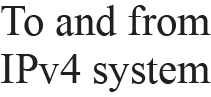 To and from
IPv4 system